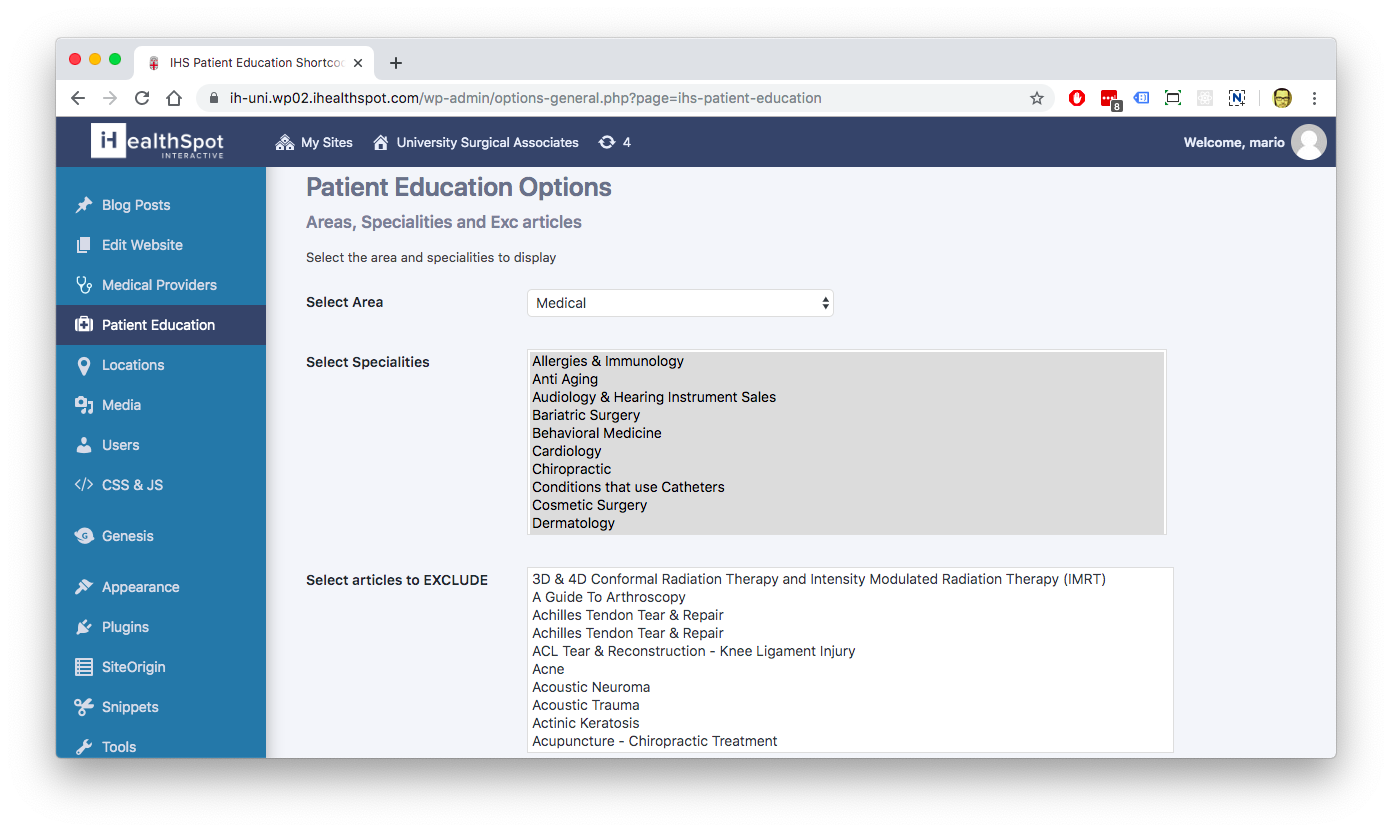 IHS Patient Education Shortco
ih-uni.wp02.ihealthspot.com/wp-admin/options-general.php?page=ihs-patient-education
8
iHealthSpot
INTERACTIVE
My Sites
University Surgical Associates
4
Welcome, mario
Blog Posts
Edit Website
Medical Providers
Patient Education
Locations
Media
Users
CSS & JS
Genesis
Appearance
Plugins
SiteOrigin
Snippets
Tools
Patient Education Options
Areas, Specialities and Exc articles
Select the area and specialities to display
Select Area
Medical
Select Specialities
Allergies & Immunology
Anti Aging
Audiology & Hearing Instrument Sales
Bariatric Surgery
Behavioral Medicine
Cardiology
Chiropractic
Conditions that use Catheters
Cosmetic Surgery
Dermatology
Select articles to EXCLUDE
3D & 4D Conformal Radiation Therapy and Intensity Modulated Radiation Therapy (IMRT)
A Guide To Arthroscopy
Achilles Tendon Tear & Repair
Achilles Tendon Tear & Repair
ACL Tear & Reconstruction - Knee Ligament Injury
Acne
Acoustic Neuroma
Acoustic Trauma
Actinic Keratosis
Acupuncture - Chiropractic Treatment